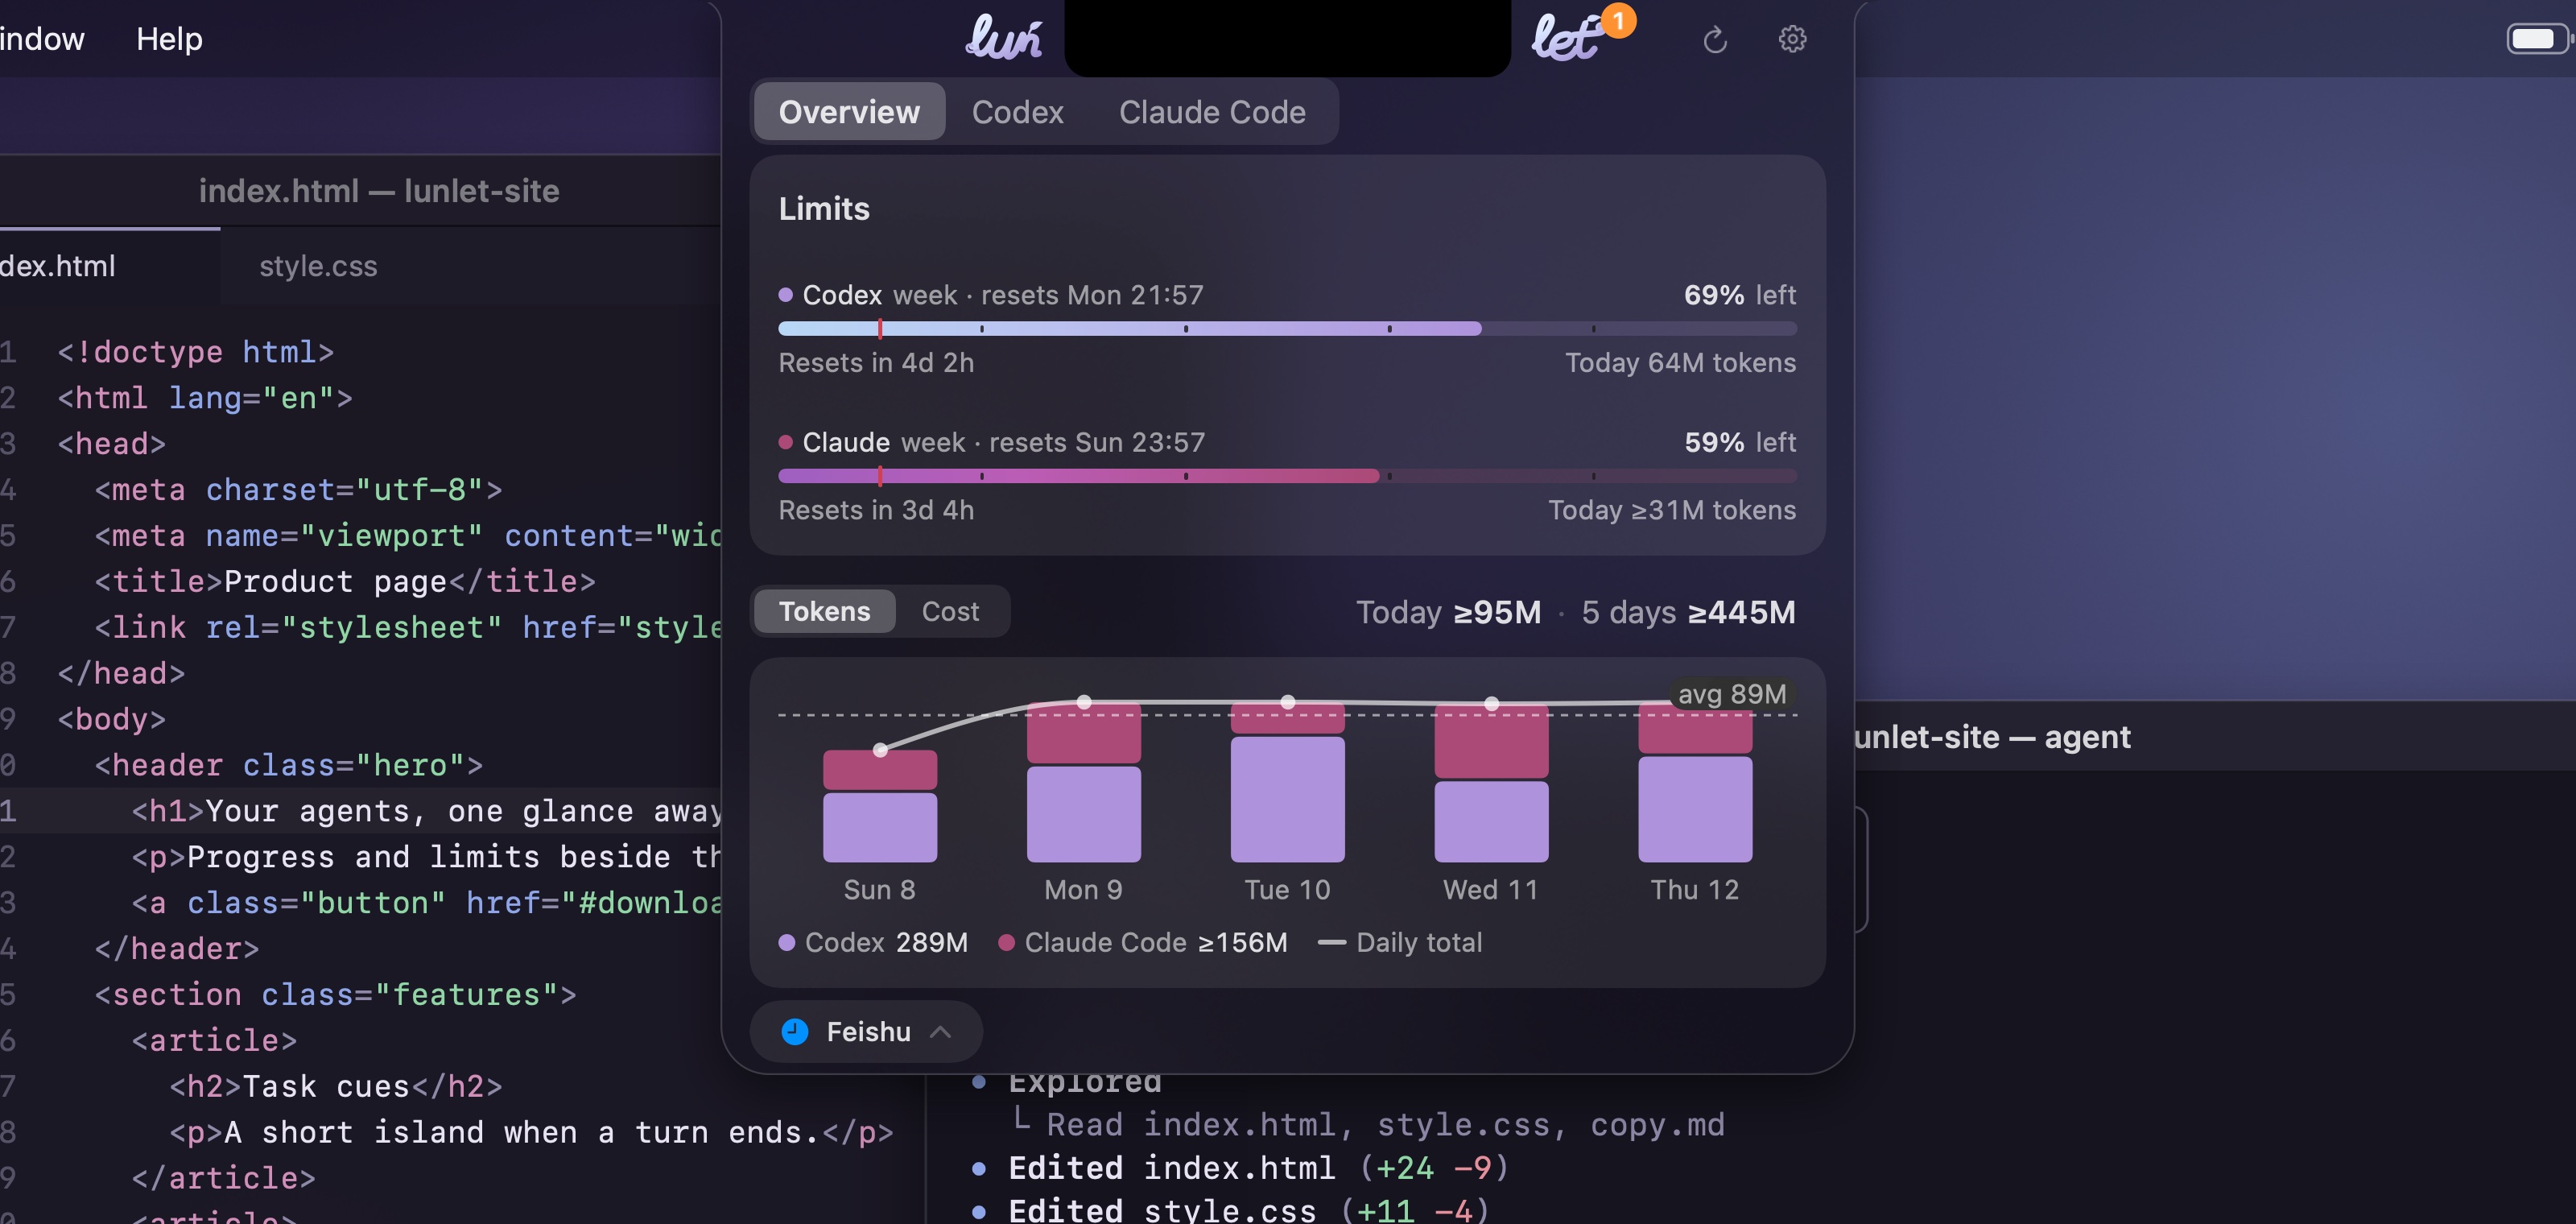 indow Help
lun let 1
Overview Codex Claude Code
Limits
Codex week · resets Mon 21:57 69% left
Resets in 4d 2h Today 64M tokens
Claude week · resets Sun 23:57 59% left
Resets in 3d 4h Today ≥31M tokens
Tokens Cost Today ≥95M · 5 days ≥445M
avg 89M
Sun 8 Mon 9 Tue 10 Wed 11 Thu 12
Codex 289M Claude Code ≥156M Daily total
Feishu
index.html — lunlet-site
dex.html style.css
1 <!doctype html>
2 <html lang="en">
3 <head>
4 <meta charset="utf-8">
5 <meta name="viewport" content="wid
6 <title>Product page</title>
7 <link rel="stylesheet" href="style
8 </head>
9 <body>
0 <header class="hero">
1 <h1>Your agents, one glance away
2 <p>Progress and limits beside th
3 <a class="button" href="#downloa
4 </header>
5 <section class="features">
6 <article>
7 <h2>Task cues</h2>
8 <p>A short island when a turn ends.</p>
9 </article>
0 <article>
unlet-site — agent
• Explored
└ Read index.html, style.css, copy.md
• Edited index.html (+24 −9)
• Edited style.css (+11 −4)